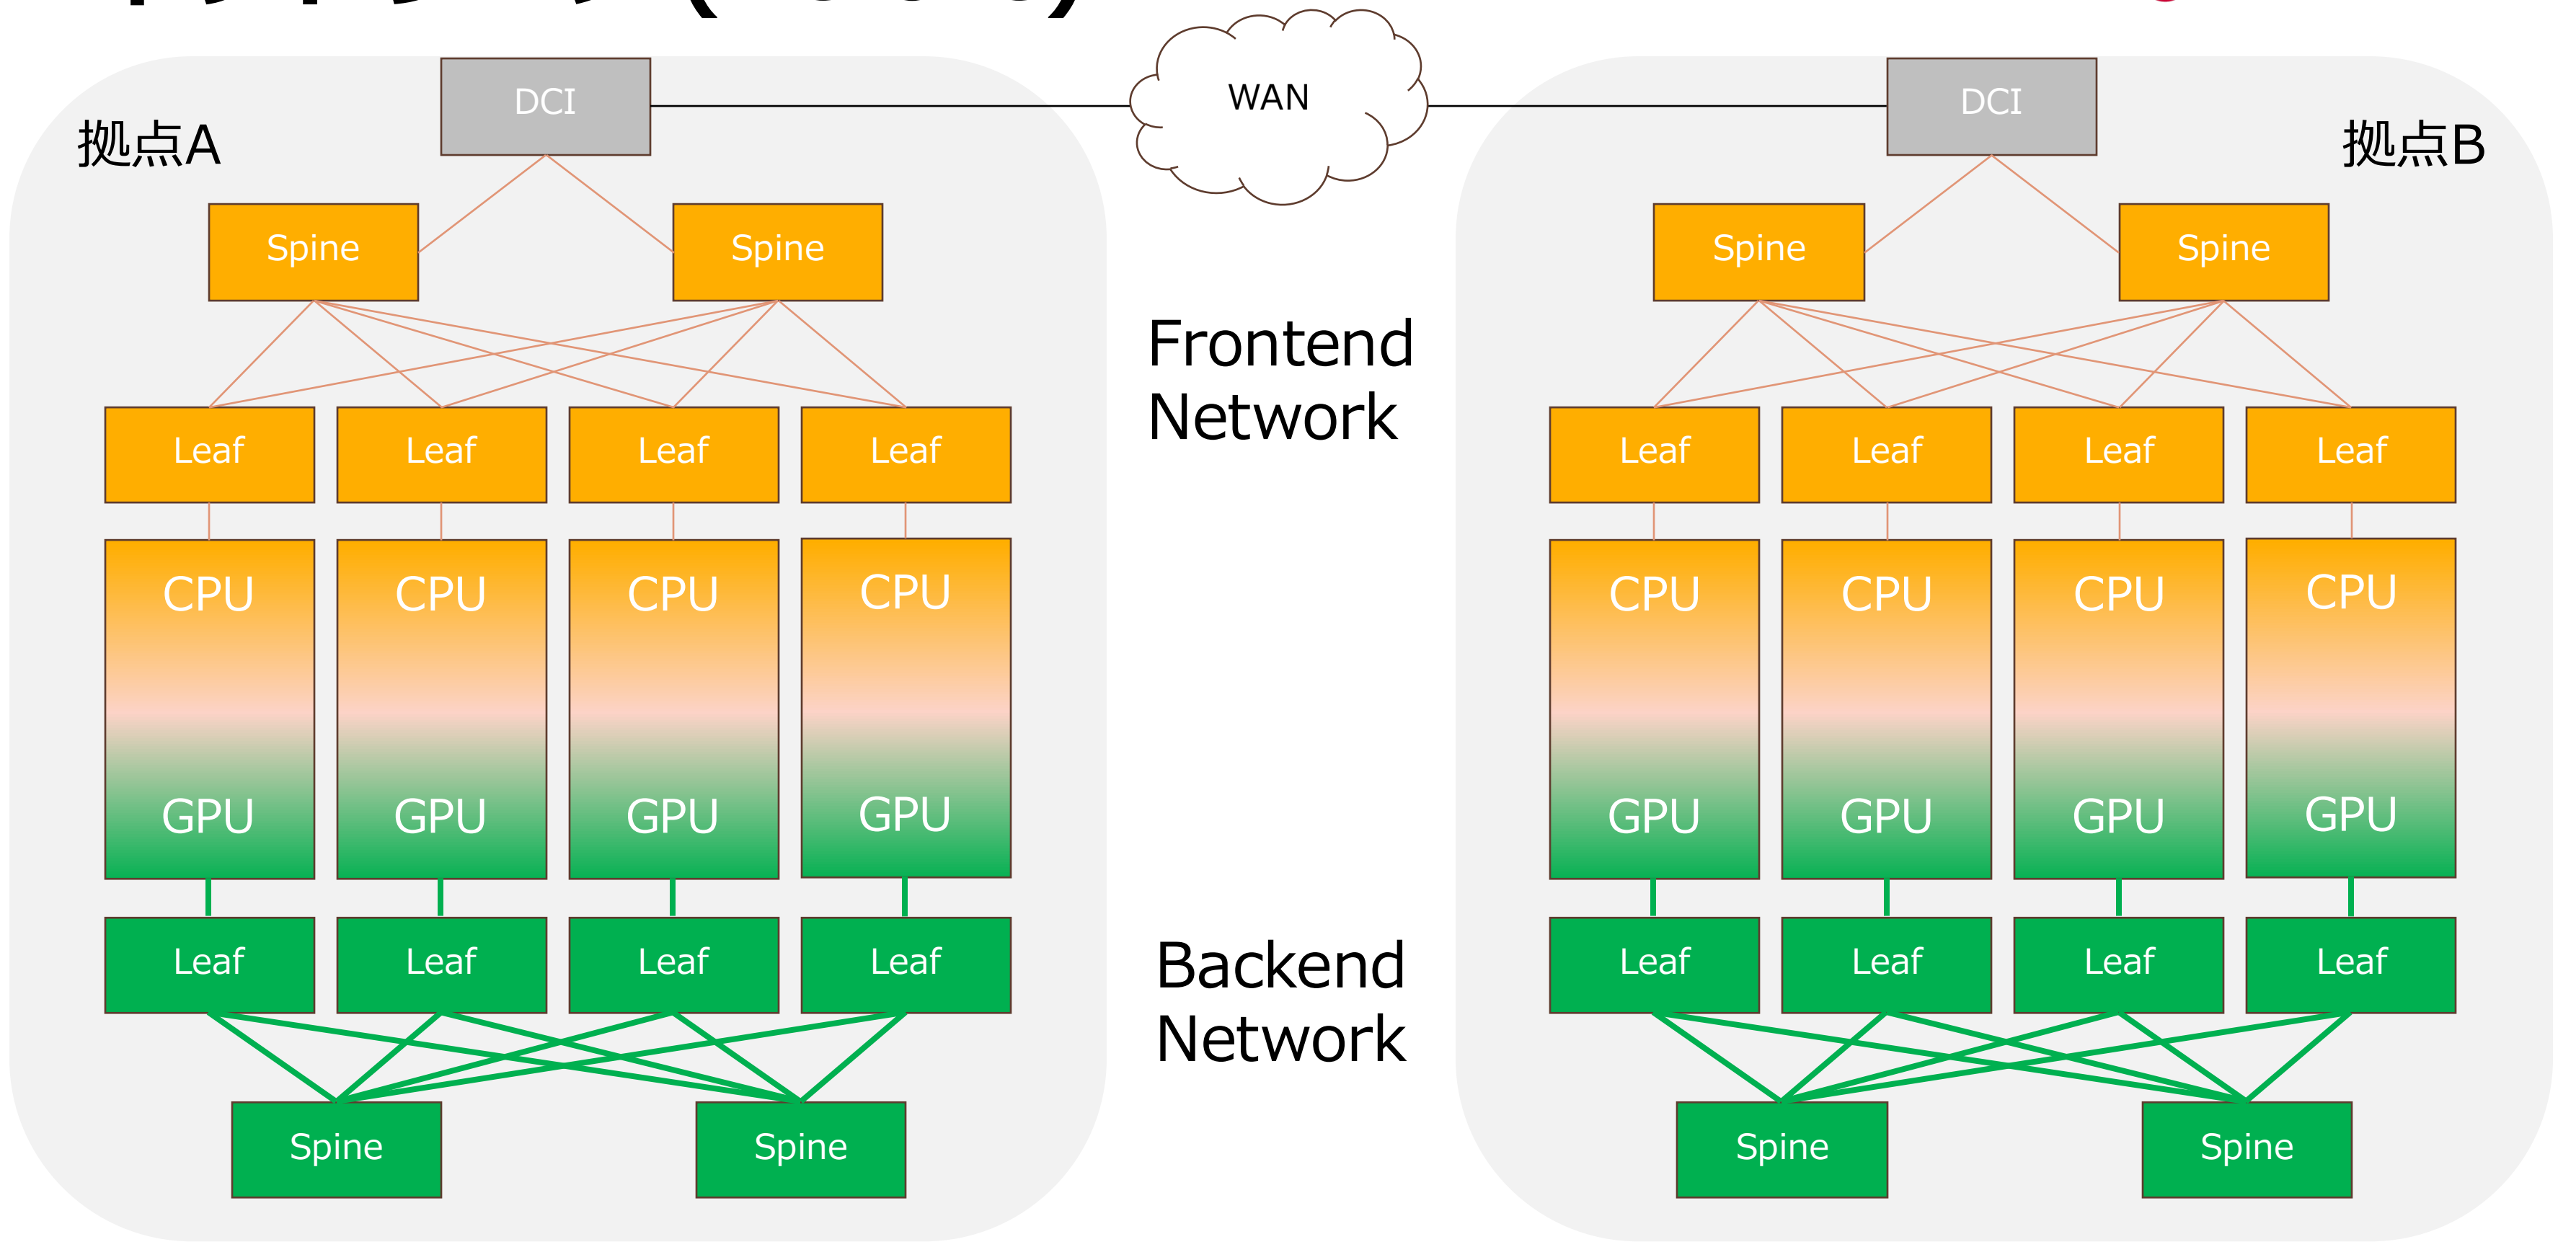 DCI
WAN
DCI
拠点A
拠点B
Spine
Spine
Spine
Spine
Frontend
Network
Leaf
Leaf
Leaf
Leaf
Leaf
Leaf
Leaf
Leaf
CPU
CPU
CPU
CPU
CPU
CPU
CPU
CPU
GPU
GPU
GPU
GPU
GPU
GPU
GPU
GPU
Leaf
Leaf
Leaf
Leaf
Backend
Network
Leaf
Leaf
Leaf
Leaf
Spine
Spine
Spine
Spine